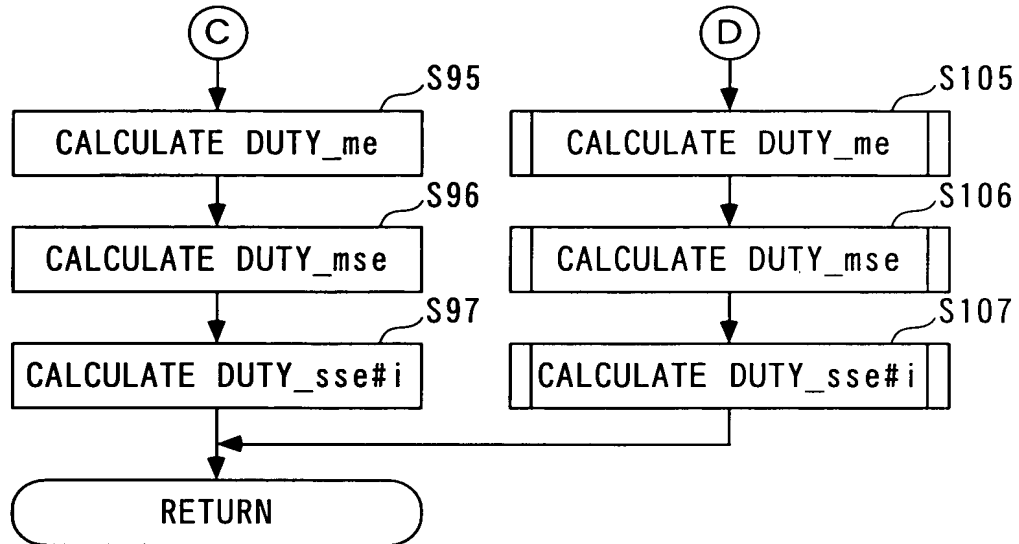 C
D
S95
S105
CALCULATE DUTY_me
CALCULATE DUTY_me
S96
S106
CALCULATE DUTY_mse
CALCULATE DUTY_mse
S97
S107
CALCULATE DUTY_sse#i
CALCULATE DUTY_sse#i
RETURN